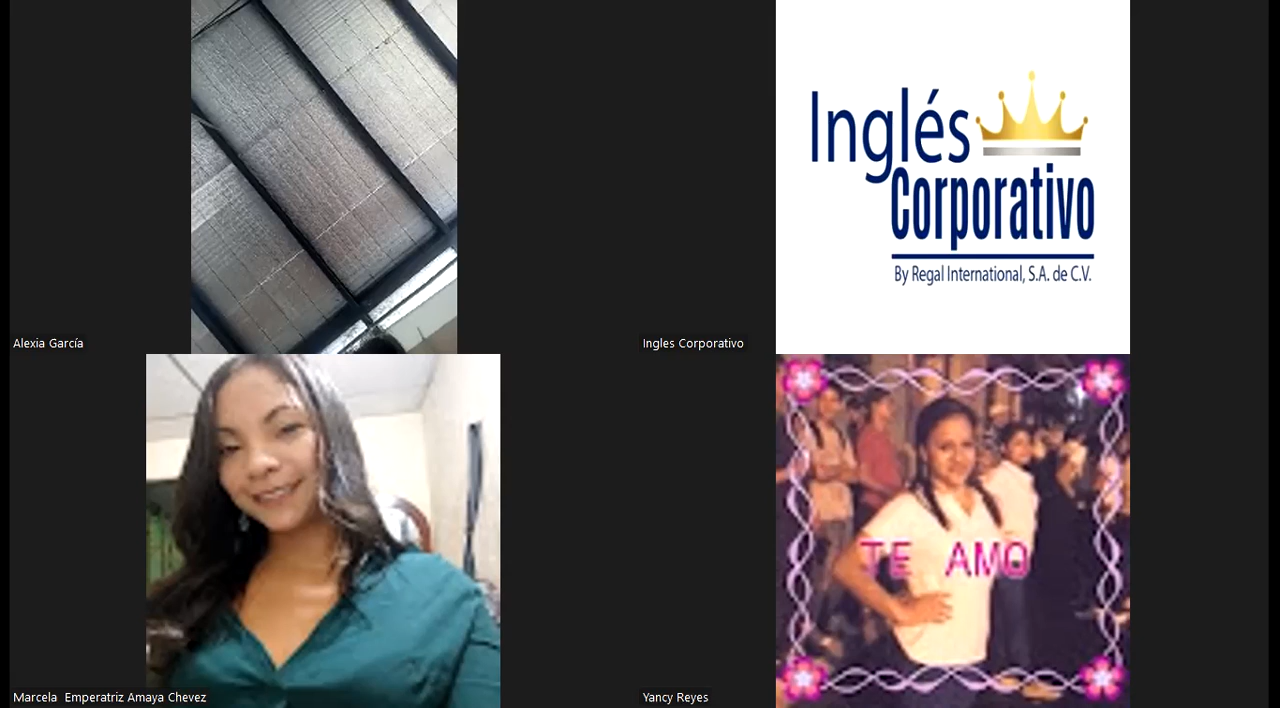 Inglés
Corporativo
By Regal International, S.A. de C.V.
Alexia García
Ingles Corporativo
TE AMO
Marcela Emperatriz Amaya Chevez
Yancy Reyes